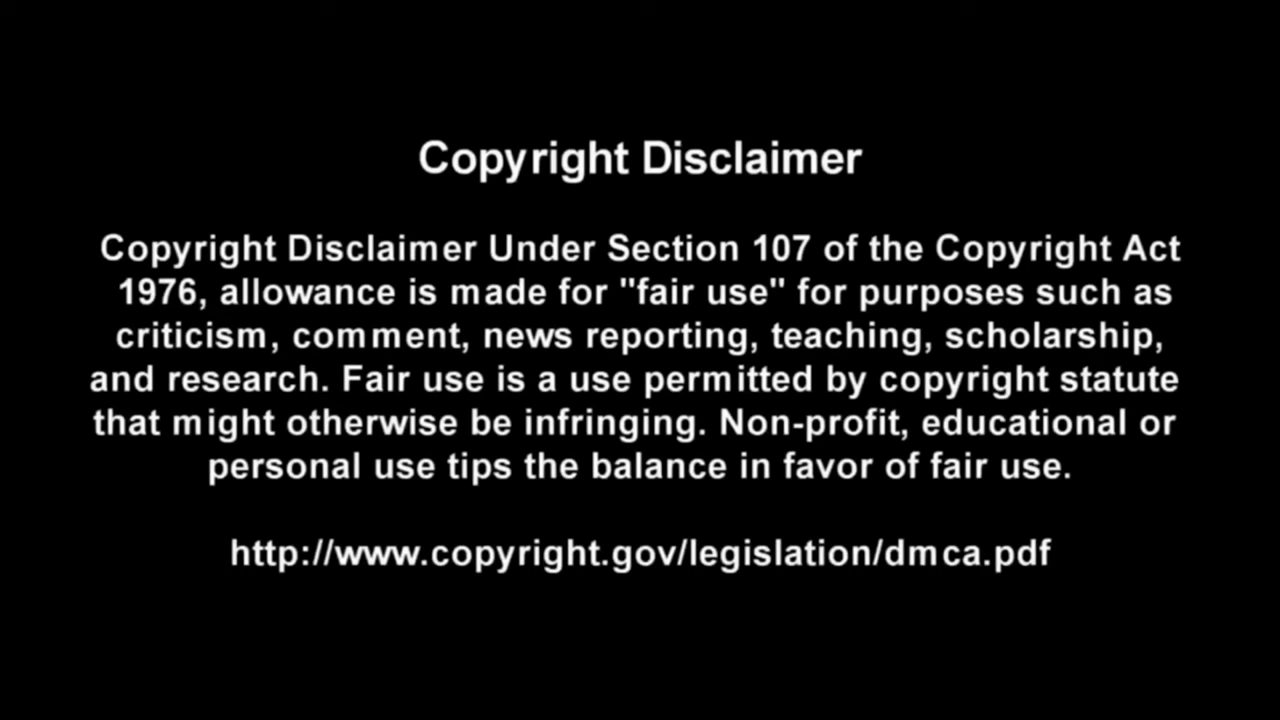 Copyright Disclaimer
Copyright Disclaimer Under Section 107 of the Copyright Act
1976, allowance is made for "fair use" for purposes such as
criticism, comment, news reporting, teaching, scholarship,
and research. Fair use is a use permitted by copyright statute
that might otherwise be infringing. Non-profit, educational or
personal use tips the balance in favor of fair use.
http://www.copyright.gov/legislation/dmca.pdf